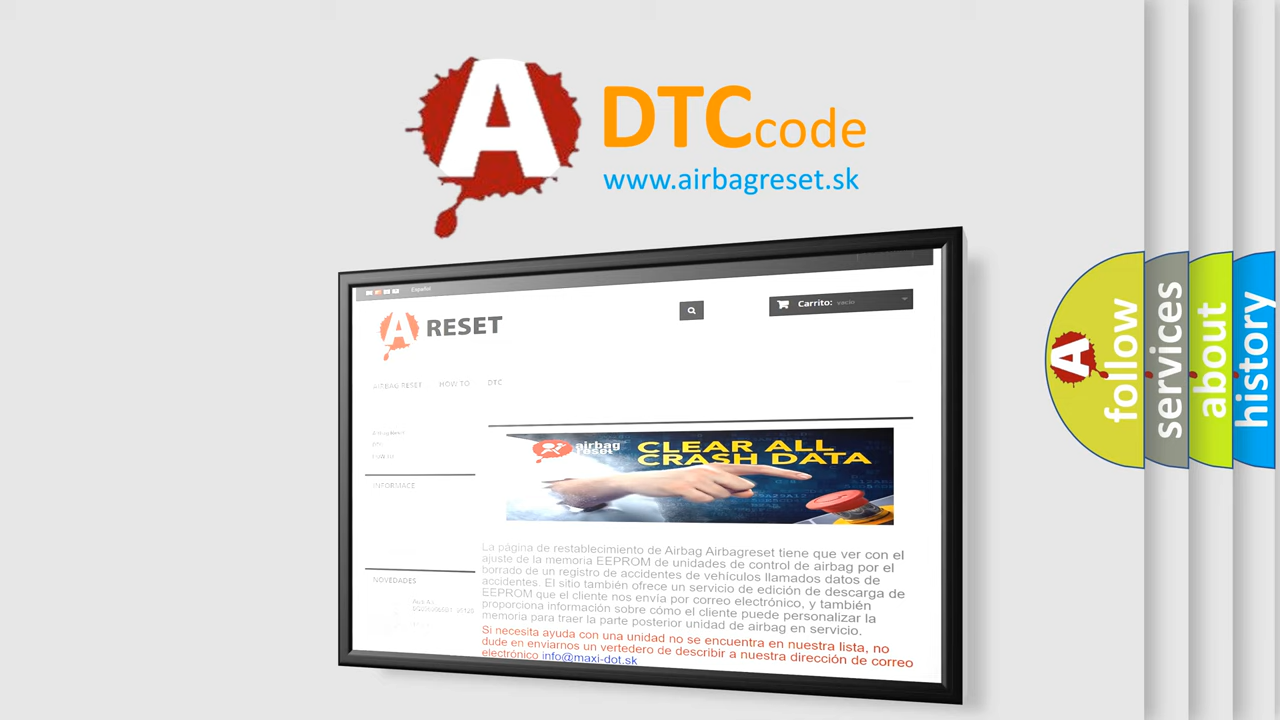 A DTCcode
www.airbagreset.sk
Español
A RESET
Carrito: vacío
AIRBAG RESET HOW TO DTC
INFORMACE
airbag
reset
CLEAR ALL
CRASH DATA
La página de restablecimiento de Airbag Airbagreset tiene que ver con el
ajuste de la memoria EEPROM de unidades de control de airbag por el
borrado de un registro de accidentes de vehículos llamados datos de
accidentes. El sitio también ofrece un servicio de edición de descarga de
EEPROM que el cliente nos envía por correo electrónico, y también
proporciona información sobre cómo el cliente puede personalizar la
memoria para traer la parte posterior unidad de airbag en servicio.
Si necesita ayuda con una unidad no se encuentra en nuestra lista, no
dude en enviarnos un vertedero de describir a nuestra dirección de correo
electrónico info@maxi-dot.sk
NOVEDADES
A follow
services
about
history